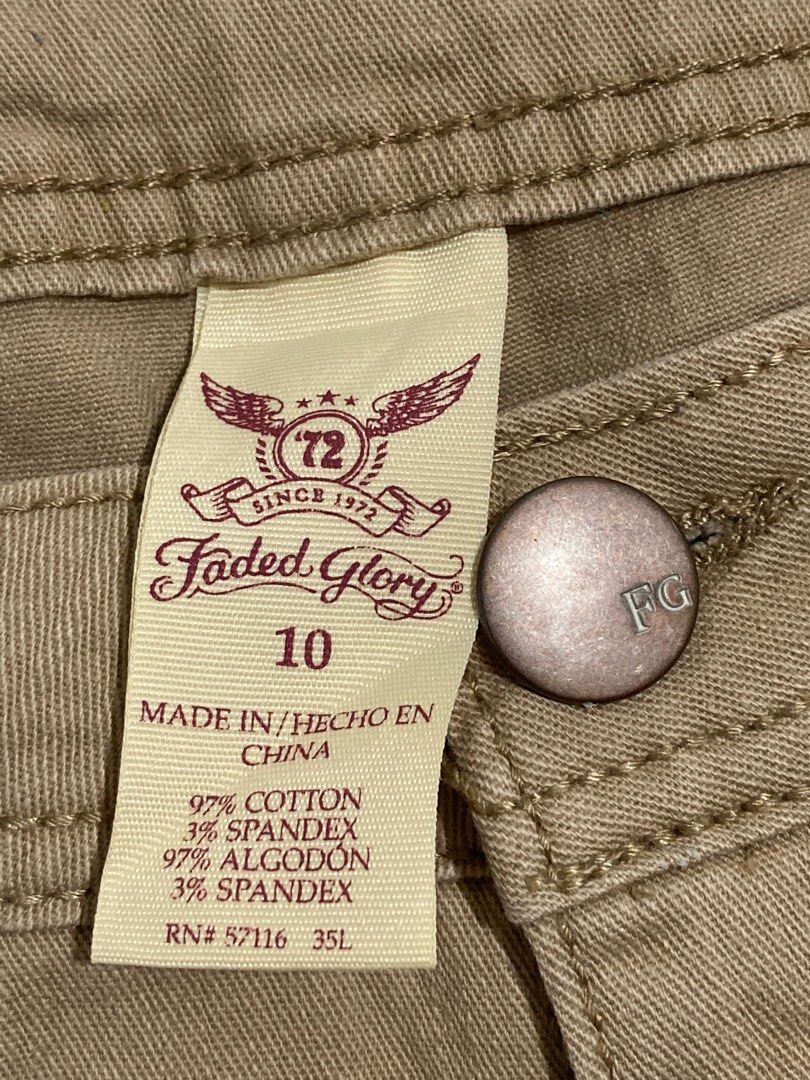 '72
SINCE 1972
Faded Glory®
10
MADE IN/HECHO EN
CHINA
97% COTTON
3% SPANDEX
97% ALGODÓN
3% SPANDEX
RN# 57116 35L
FG